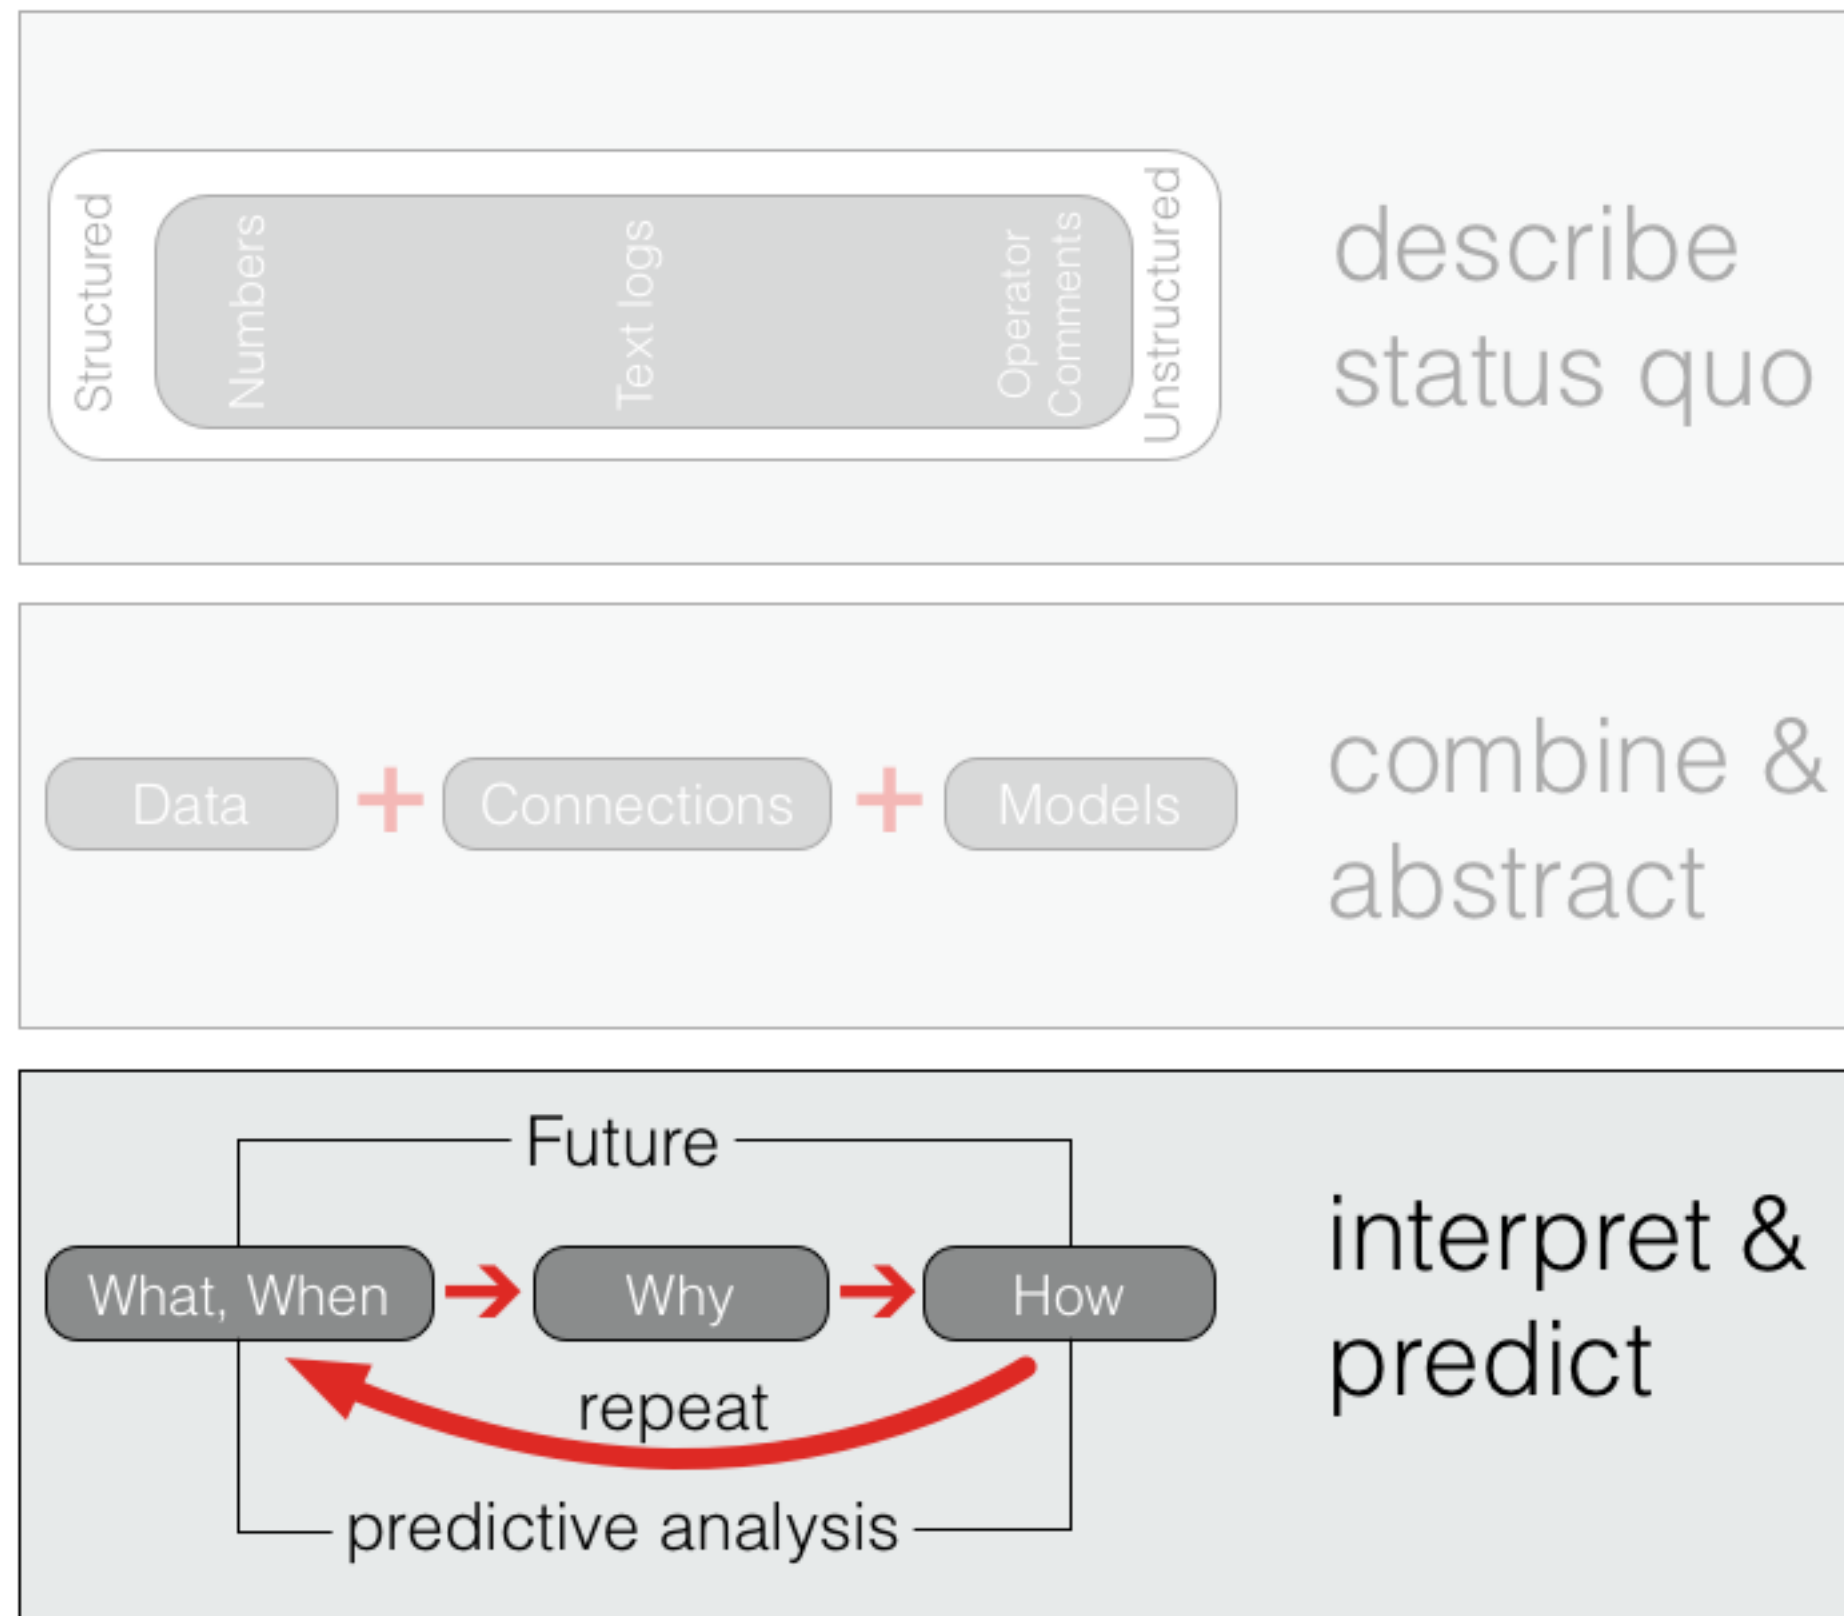 Structured
Numbers
Text logs
Operator
Comments
Unstructured
describe
status quo
Data + Connections + Models
combine &
abstract
Future
What, When → Why → How
repeat
predictive analysis
interpret &
predict